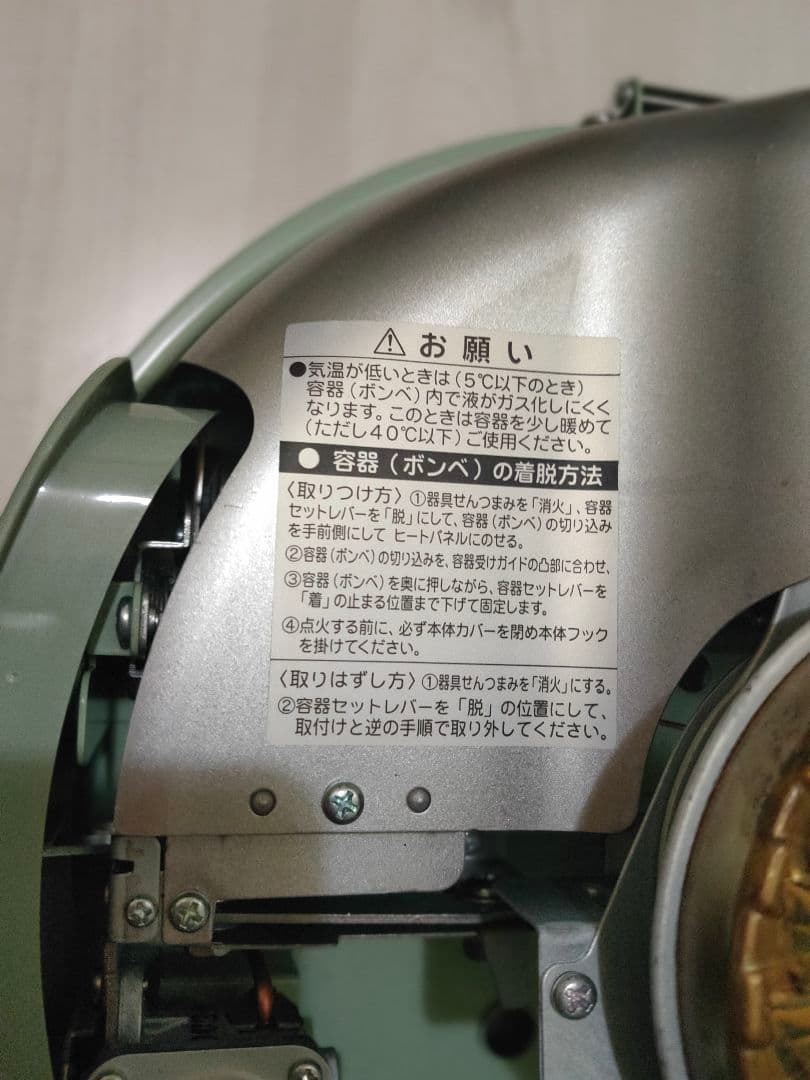 ⚠ お願い
●気温が低いときは(5℃以下のとき)
容器(ボンベ)内で液がガス化しにくく
なります。このときは容器を少し暖めて
(ただし40℃以下)ご使用ください。
● 容器(ボンベ)の着脱方法
〈取りつけ方〉①器具せんつまみを「消火」、容器
セットレバーを「脱」にして、容器(ボンベ)の切り込み
を手前側にして ヒートパネルにのせる。
②容器(ボンベ)の切り込みを、容器受けガイドの凸部に合わせ、
③容器(ボンベ)を奥に押しながら、容器セットレバーを
「着」の止まる位置まで下げて固定します。
④点火する前に、必ず本体カバーを閉め本体フック
を掛けてください。
〈取りはずし方〉①器具せんつまみを「消火」にする。
②容器セットレバーを「脱」の位置にして、
取付けと逆の手順で取り外してください。